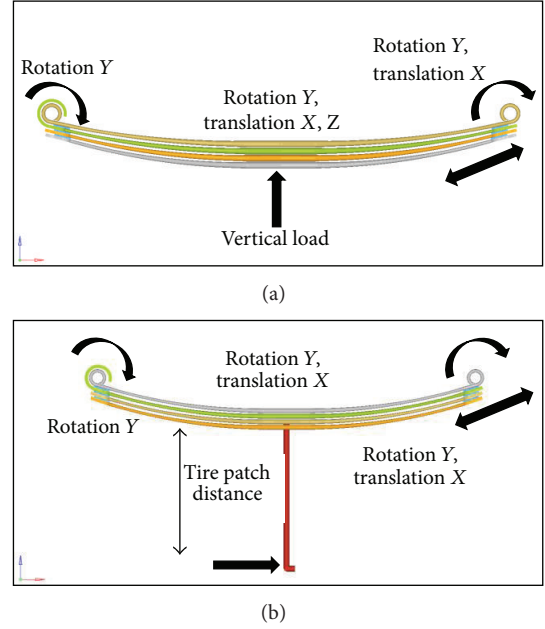 Rotation Y
Rotation Y,
translation X, Z
Rotation Y,
translation X
Vertical load
(a)
Rotation Y,
translation X
Rotation Y
Tire patch
distance
Rotation Y,
translation X
(b)